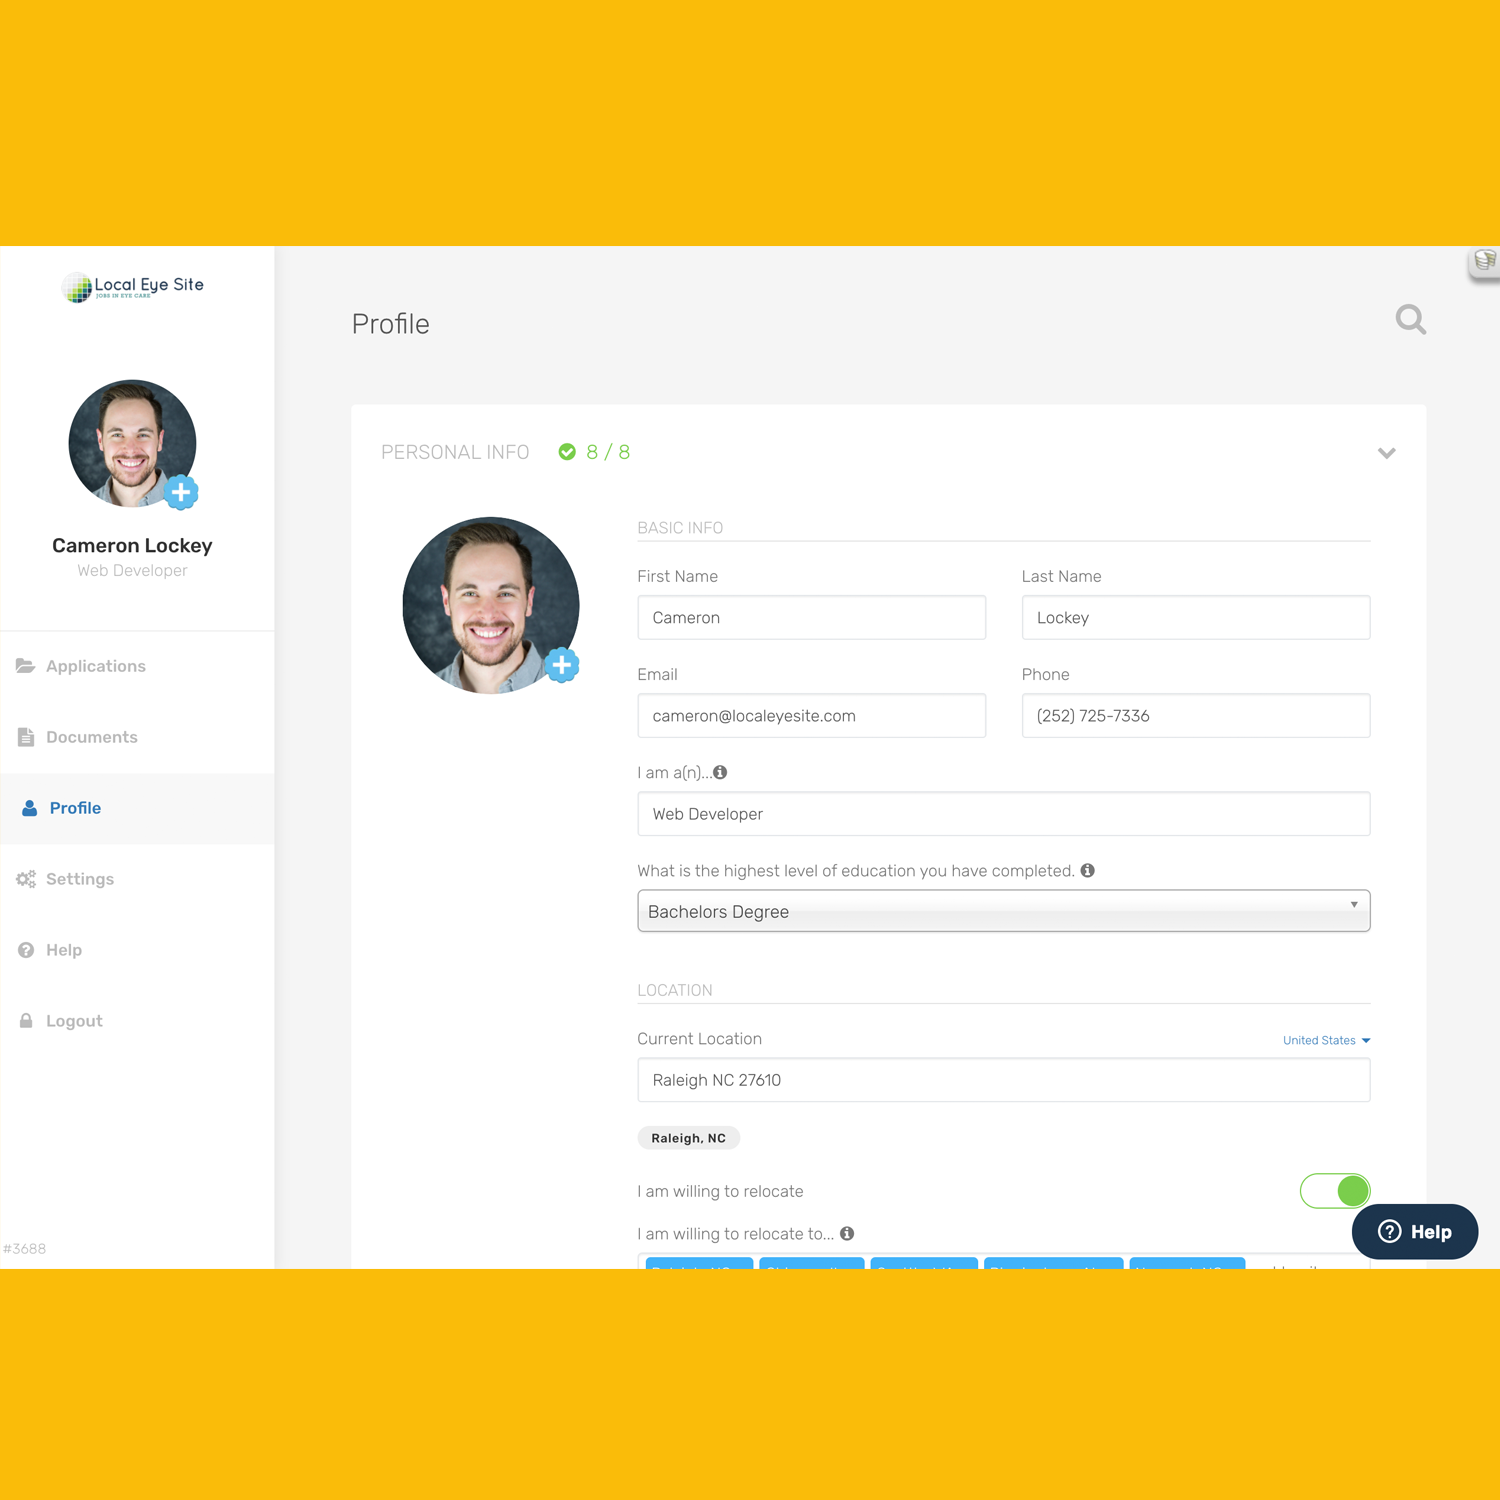 Local Eye Site
JOBS IN EYE CARE
Cameron Lockey
Web Developer
Applications
Documents
Profile
Settings
Help
Logout
#3688
Profile
PERSONAL INFO 8 / 8
BASIC INFO
First Name Last Name
Cameron Lockey
Email Phone
cameron@localeyesite.com (252) 725-7336
I am a(n)...
Web Developer
What is the highest level of education you have completed.
Bachelors Degree
LOCATION
Current Location United States
Raleigh NC 27610
Raleigh, NC
I am willing to relocate
I am willing to relocate to...
Help